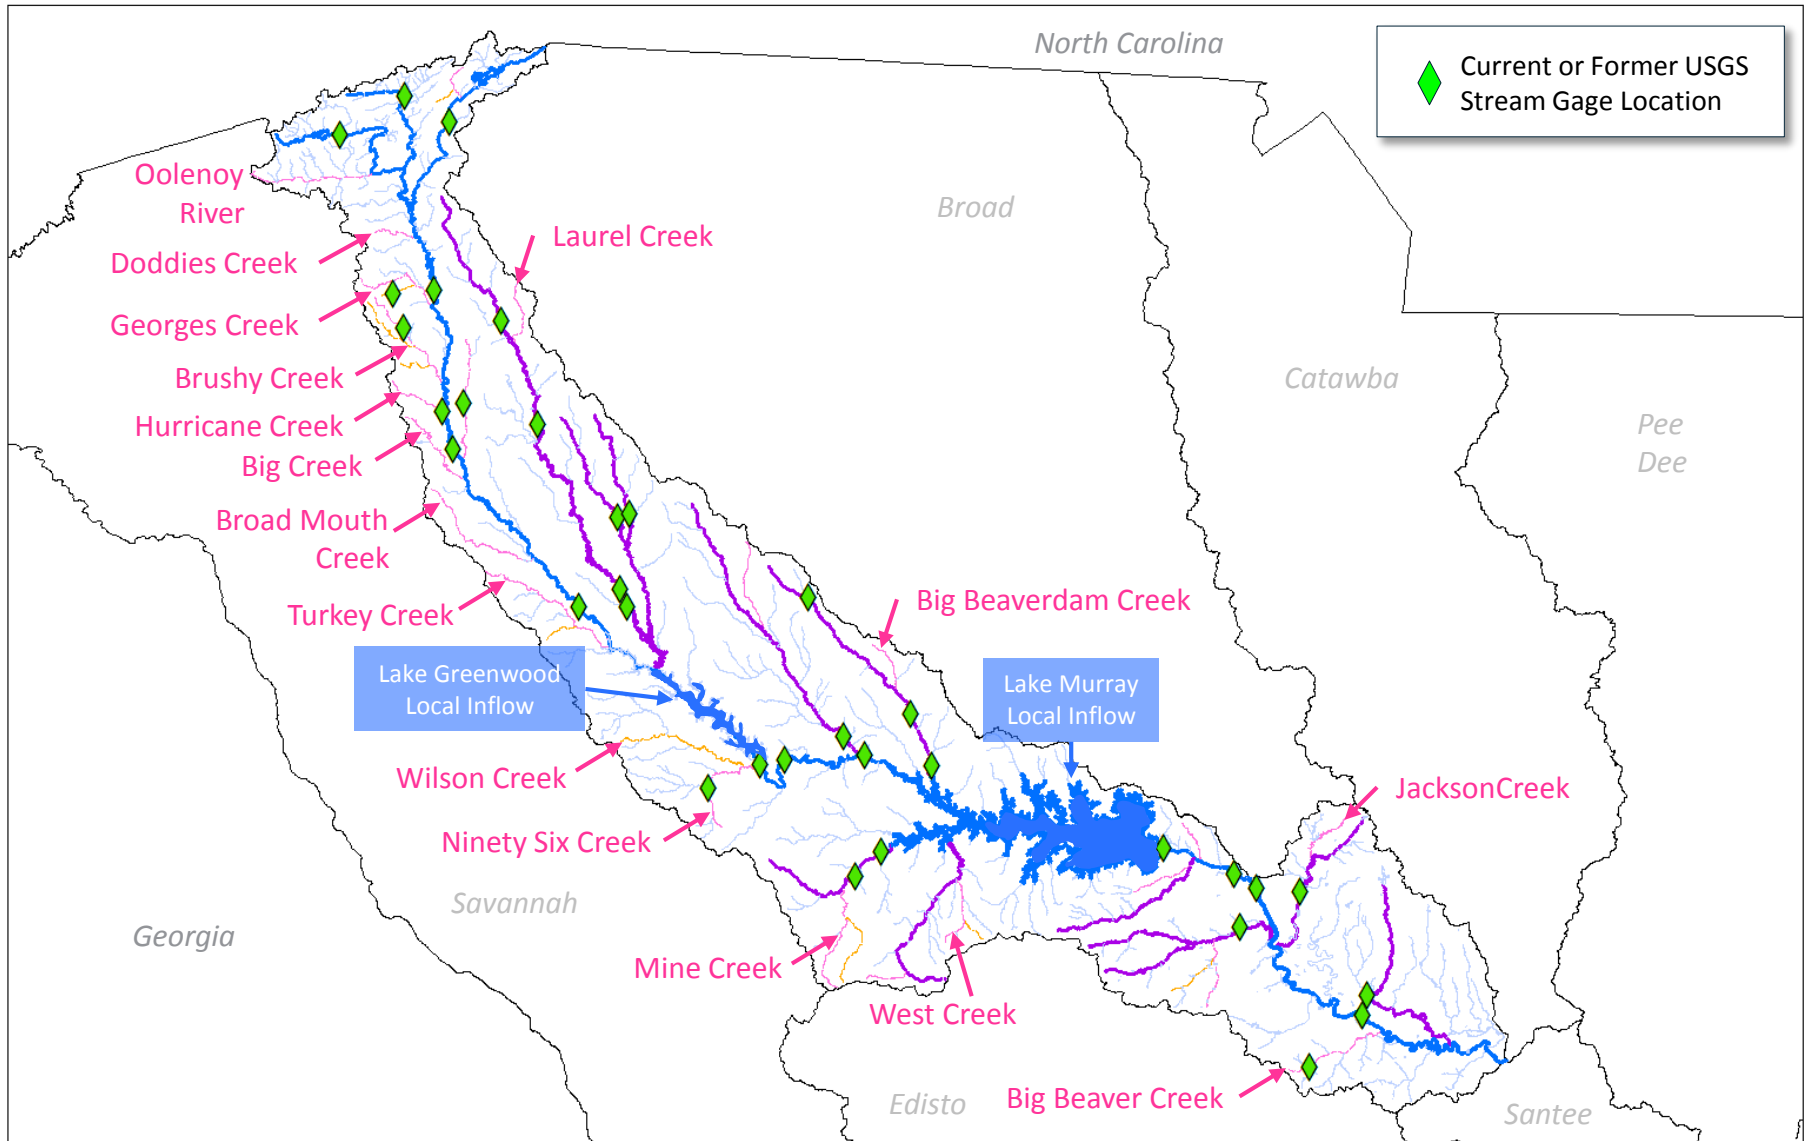 North Carolina
Current or Former USGS
Stream Gage Location
Oolenoy
River
Broad
Laurel Creek
Doddies Creek
Georges Creek
Brushy Creek
Catawba
Hurricane Creek
Pee
Dee
Big Creek
Broad Mouth
Creek
Turkey Creek
Big Beaverdam Creek
Lake Greenwood
Local Inflow
Lake Murray
Local Inflow
Wilson Creek
JacksonCreek
Ninety Six Creek
Savannah
Georgia
Mine Creek
West Creek
Edisto
Big Beaver Creek
Santee